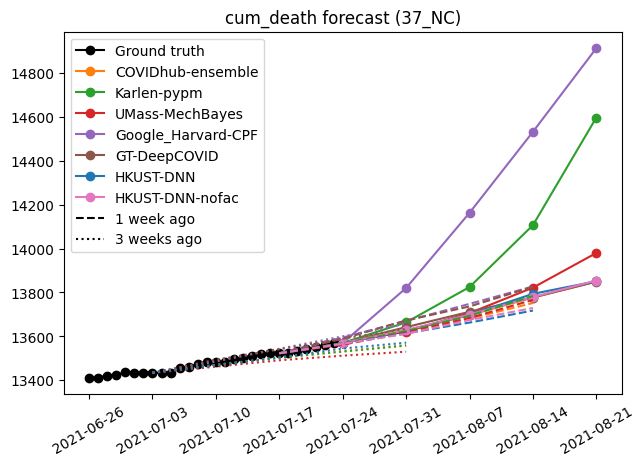 cum_death forecast (37_NC)
Ground truth
COVIDhub-ensemble
Karlen-pypm
UMass-MechBayes
Google_Harvard-CPF
GT-DeepCOVID
HKUST-DNN
HKUST-DNN-nofac
1 week ago
3 weeks ago
14800
14600
14400
14200
14000
13800
13600
13400
2021-06-26
2021-07-03
2021-07-10
2021-07-17
2021-07-24
2021-07-31
2021-08-07
2021-08-14
2021-08-21